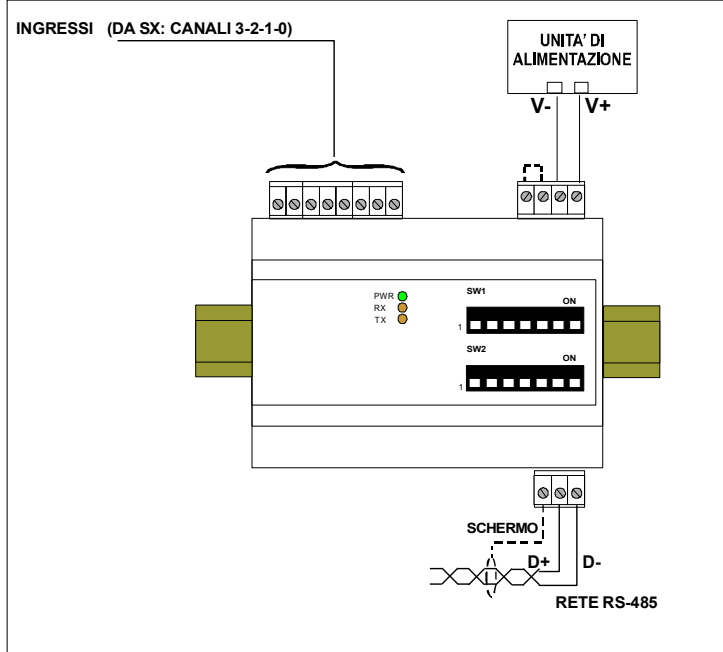 INGRESSI (DA SX: CANALI 3-2-1-0)
UNITA' DI
ALIMENTAZIONE
V- V+
PWR
RX
TX
SW1
ON
1
SW2
ON
1
SCHERMO
D+ D-
RETE RS-485